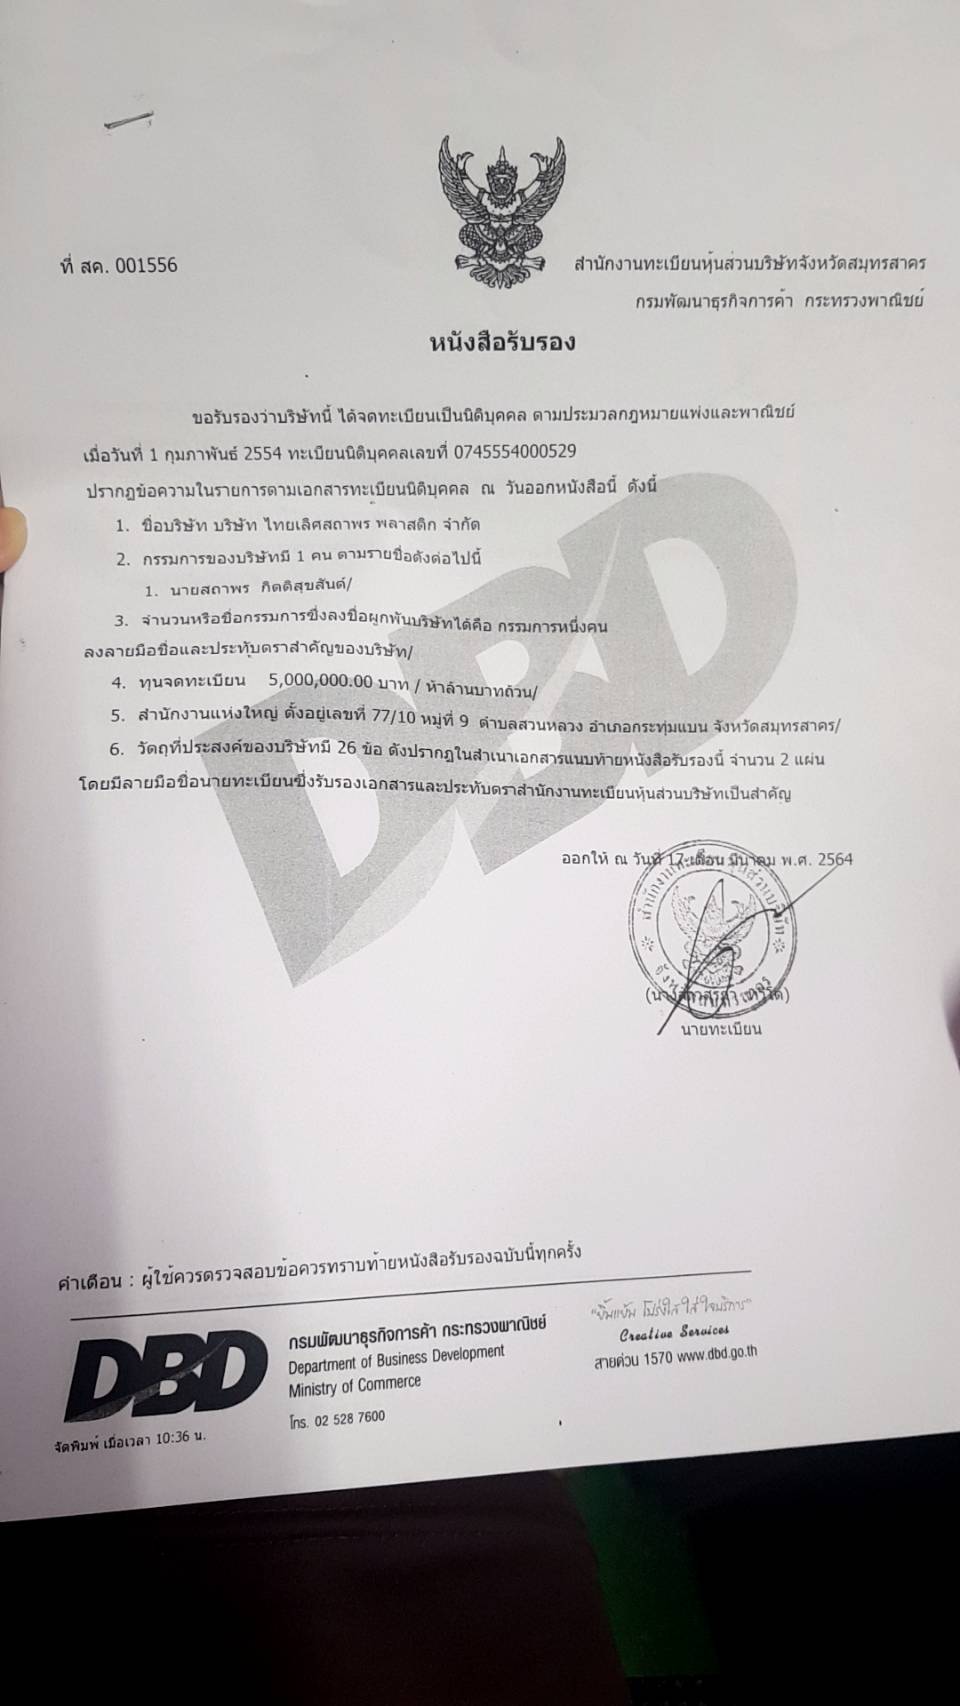 ที่ สค. 001556
สำนักงานทะเบียนหุ้นส่วนบริษัทจังหวัดสมุทรสาคร
กรมพัฒนาธุรกิจการค้า กระทรวงพาณิชย์
หนังสือรับรอง
ขอรับรองว่าบริษัทนี้ ได้จดทะเบียนเป็นนิติบุคคล ตามประมวลกฎหมายแพ่งและพาณิชย์
เมื่อวันที่ 1 กุมภาพันธ์ 2554 ทะเบียนนิติบุคคลเลขที่ 0745554000529
ปรากฏข้อความในรายการตามเอกสารทะเบียนนิติบุคคล ณ วันออกหนังสือนี้ ดังนี้
1. ชื่อบริษัท บริษัท ไทยเลิศสถาพร พลาสติก จำกัด
2. กรรมการของบริษัทมี 1 คน ตามรายชื่อดังต่อไปนี้
1. นายสถาพร กิตติสุขสันต์/
3. จำนวนหรือชื่อกรรมการซึ่งลงชื่อผูกพันบริษัทได้คือ กรรมการหนึ่งคน
ลงลายมือชื่อและประทับตราสำคัญของบริษัท/
4. ทุนจดทะเบียน 5,000,000.00 บาท / ห้าล้านบาทถ้วน/
5. สำนักงานแห่งใหญ่ ตั้งอยู่เลขที่ 77/10 หมู่ที่ 9 ตำบลสวนหลวง อำเภอกระทุ่มแบน จังหวัดสมุทรสาคร/
6. วัตถุที่ประสงค์ของบริษัทมี 26 ข้อ ดังปรากฏในสำเนาเอกสารแนบท้ายหนังสือรับรองนี้ จำนวน 2 แผ่น
โดยมีลายมือชื่อนายทะเบียนซึ่งรับรองเอกสารและประทับตราสำนักงานทะเบียนหุ้นส่วนบริษัทเป็นสำคัญ
DBD
ออกให้ ณ วันที่ 17 เดือน มีนาคม พ.ศ. 2564
นายทะเบียน
คำเตือน : ผู้ใช้ควรตรวจสอบข้อควรทราบท้ายหนังสือรับรองฉบับนี้ทุกครั้ง
DBD
กรมพัฒนาธุรกิจการค้า กระทรวงพาณิชย์
Department of Business Development
Ministry of Commerce
โทร. 02 528 7600
"ยิ้มแย้ม โปร่งใส ใส่ใจบริการ"
Creative Services
สายด่วน 1570 www.dbd.go.th
จัดพิมพ์ เมื่อเวลา 10:36 น.